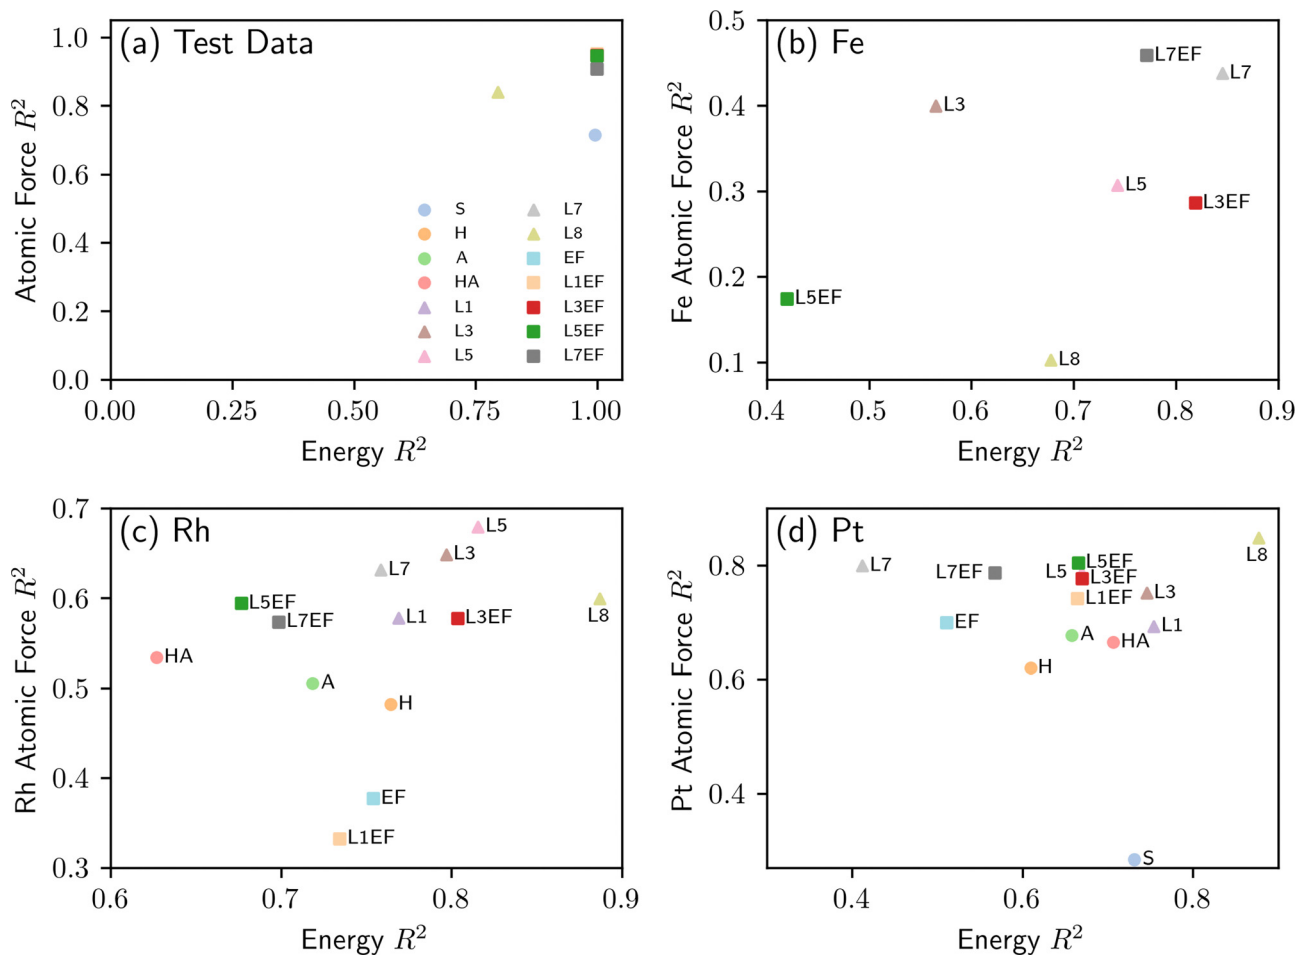 (a) Test Data
Atomic Force R²
1.0
0.8
0.6
0.4
0.2
0.0
S
H
A
HA
L1
L3
L5
L7
L8
EF
L1EF
L3EF
L5EF
L7EF
0.00 0.25 0.50 0.75 1.00
Energy R²
(b) Fe
Fe Atomic Force R²
0.5
0.4
0.3
0.2
0.1
L7EF
L7
L3
L5
L3EF
L5EF
L8
0.4 0.5 0.6 0.7 0.8 0.9
Energy R²
(c) Rh
Rh Atomic Force R²
0.7
0.6
0.5
0.4
0.3
L5
L3
L7
L5EF
L7EF
L1
L3EF
L8
HA
A
H
EF
L1EF
0.6 0.7 0.8 0.9
Energy R²
(d) Pt
Pt Atomic Force R²
0.8
0.6
0.4
L8
L7
L7EF
L5
L5EF
L3EF
L1EF
L3
EF
A
HA
L1
H
S
0.4 0.6 0.8
Energy R²